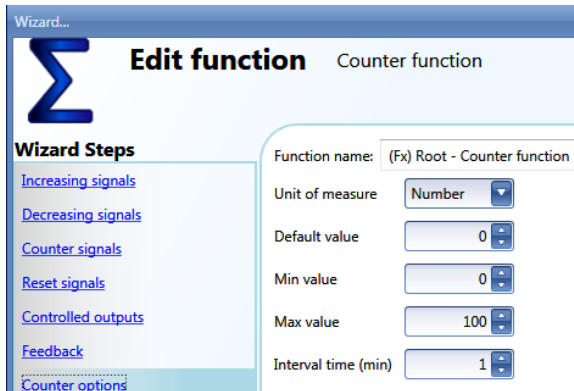 Wizard...
Edit function Counter function
Wizard Steps
Increasing signals
Decreasing signals
Counter signals
Reset signals
Controlled outputs
Feedback
Counter options
Function name: (Fx) Root - Counter function
Unit of measure Number
Default value 0
Min value 0
Max value 100
Interval time (min) 1